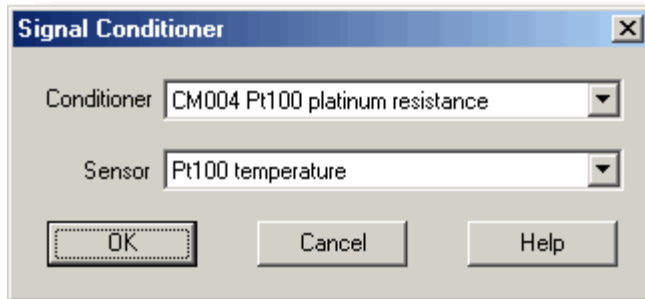 Signal Conditioner
Conditioner CM004 Pt100 platinum resistance
Sensor Pt100 temperature
OK Cancel Help